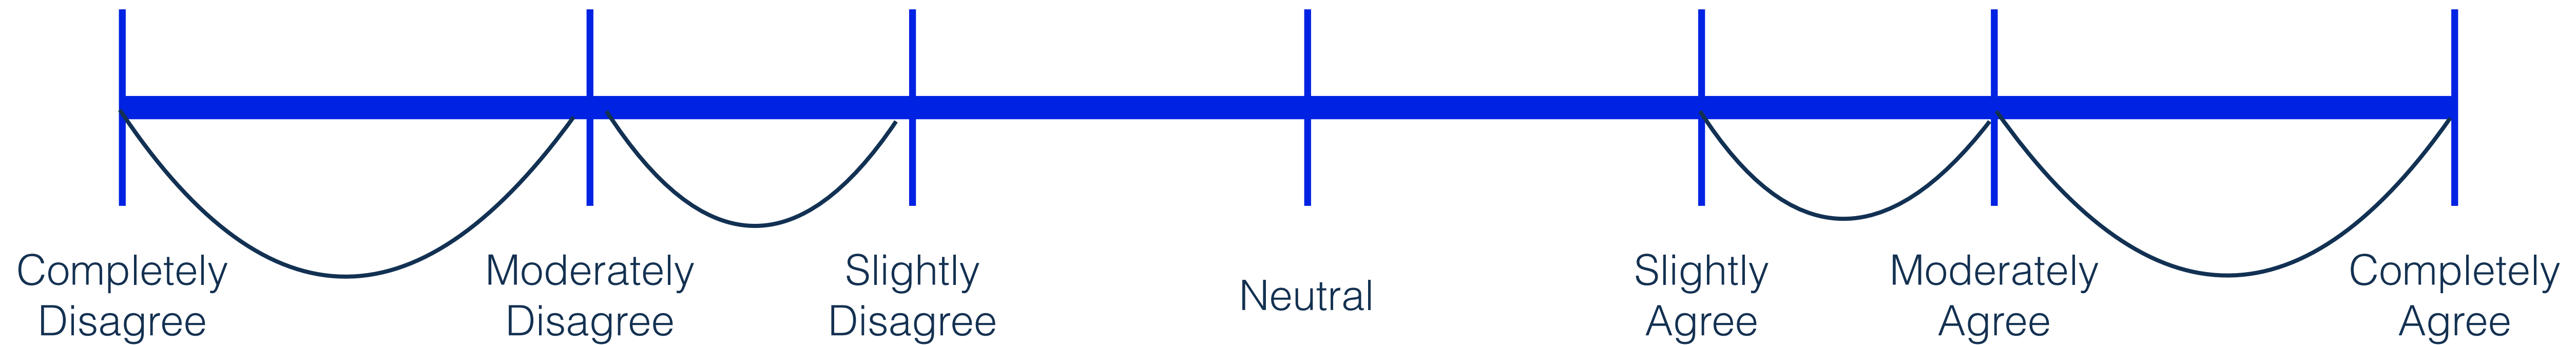 Completely
Disagree
Moderately
Disagree
Slightly
Disagree
Neutral
Slightly
Agree
Moderately
Agree
Completely
Agree